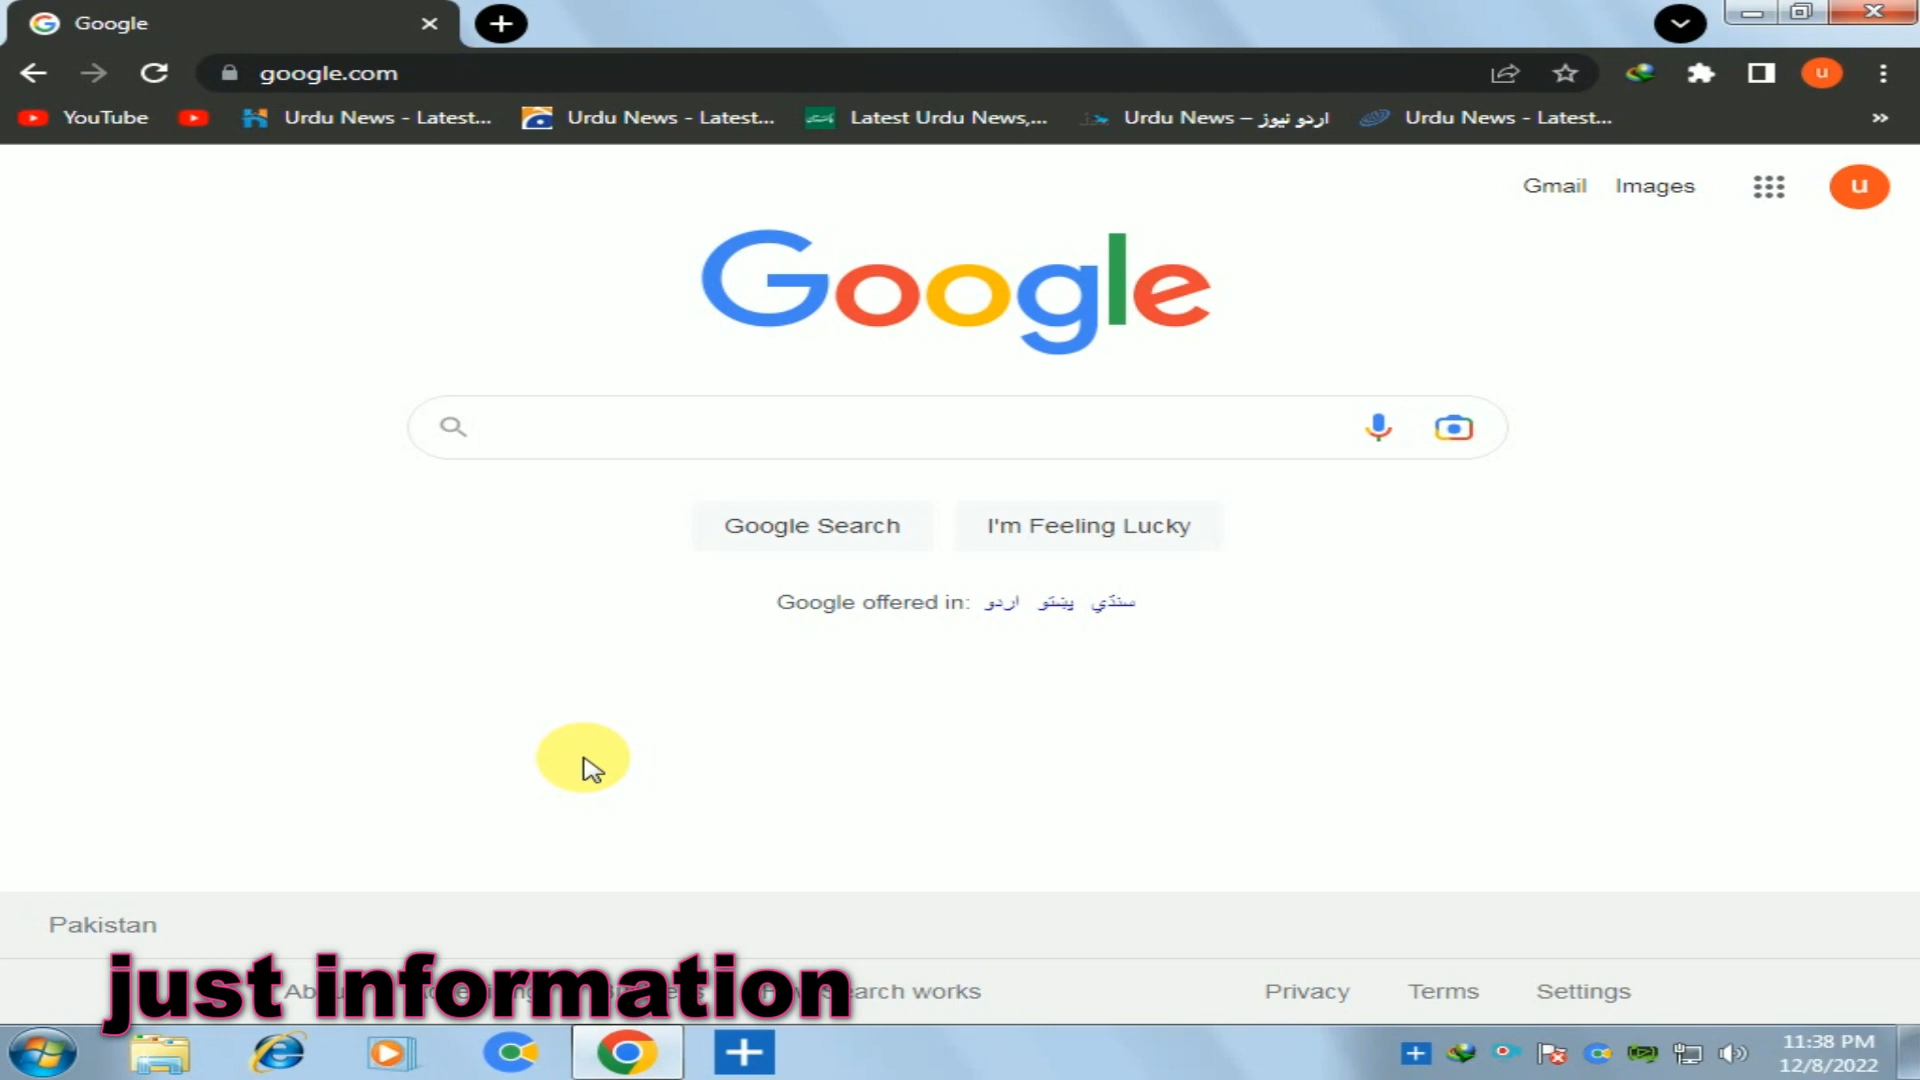 Google
google.com
YouTube
Urdu News - Latest...
Urdu News - Latest...
Latest Urdu News,...
Urdu News – اردو نیوز
Urdu News - Latest...
Gmail Images
u
u
Google
Google Search
I'm Feeling Lucky
Google offered in: اردو پښتو سنڌي
Pakistan
just information
Privacy Terms Settings
11:38 PM
12/8/2022